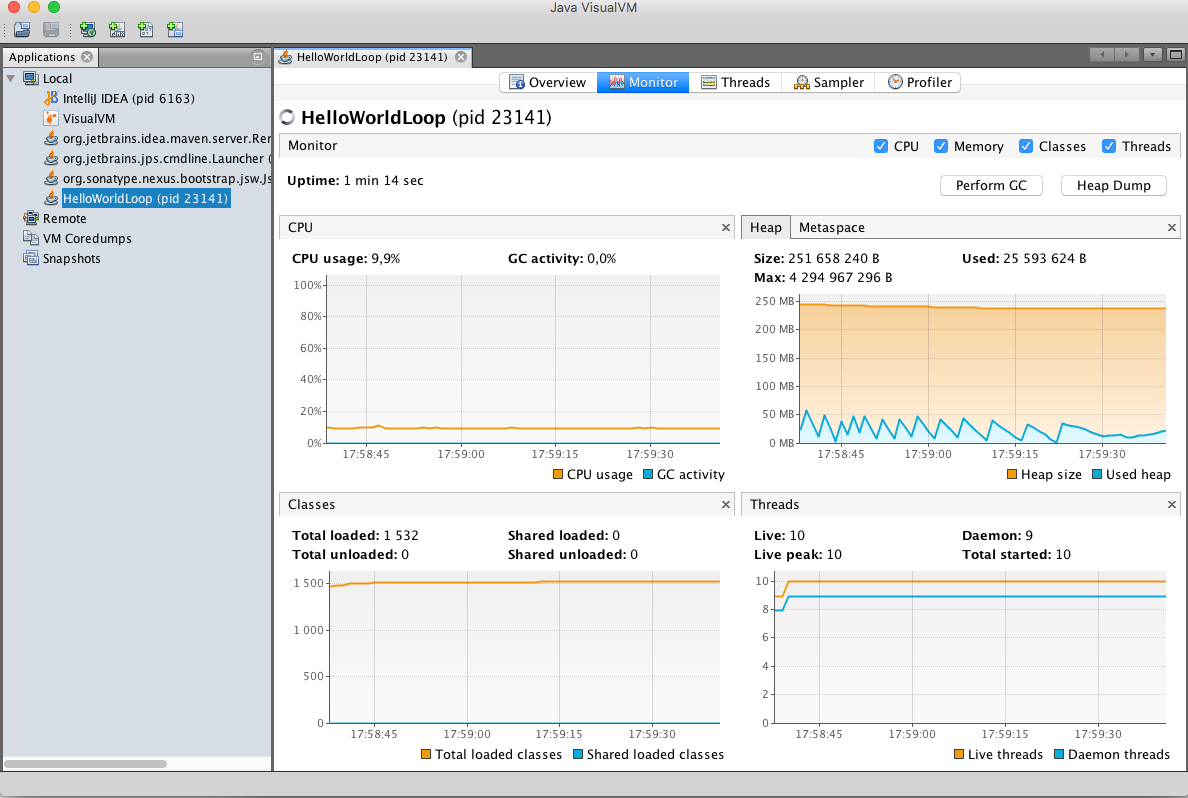 Java VisualVM
Applications
HelloWorldLoop (pid 23141)
Local
IntelliJ IDEA (pid 6163)
VisualVM
org.jetbrains.idea.maven.server.Rer
org.jetbrains.jps.cmdline.Launcher (
org.sonatype.nexus.bootstrap.jsw.Js
HelloWorldLoop (pid 23141)
Remote
VM Coredumps
Snapshots
Overview Monitor Threads Sampler Profiler
HelloWorldLoop (pid 23141)
Monitor CPU Memory Classes Threads
Uptime: 1 min 14 sec
Perform GC Heap Dump
CPU
CPU usage: 9,9% GC activity: 0,0%
100%
80%
60%
40%
20%
0%
17:58:45 17:59:00 17:59:15 17:59:30
CPU usage GC activity
Heap Metaspace
Size: 251 658 240 B Used: 25 593 624 B
Max: 4 294 967 296 B
250 MB
200 MB
150 MB
100 MB
50 MB
0 MB
17:58:45 17:59:00 17:59:15 17:59:30
Heap size Used heap
Classes
Total loaded: 1 532 Shared loaded: 0
Total unloaded: 0 Shared unloaded: 0
1 500
1 000
500
0
17:58:45 17:59:00 17:59:15 17:59:30
Total loaded classes Shared loaded classes
Threads
Live: 10 Daemon: 9
Live peak: 10 Total started: 10
10
8
6
4
2
0
17:58:45 17:59:00 17:59:15 17:59:30
Live threads Daemon threads